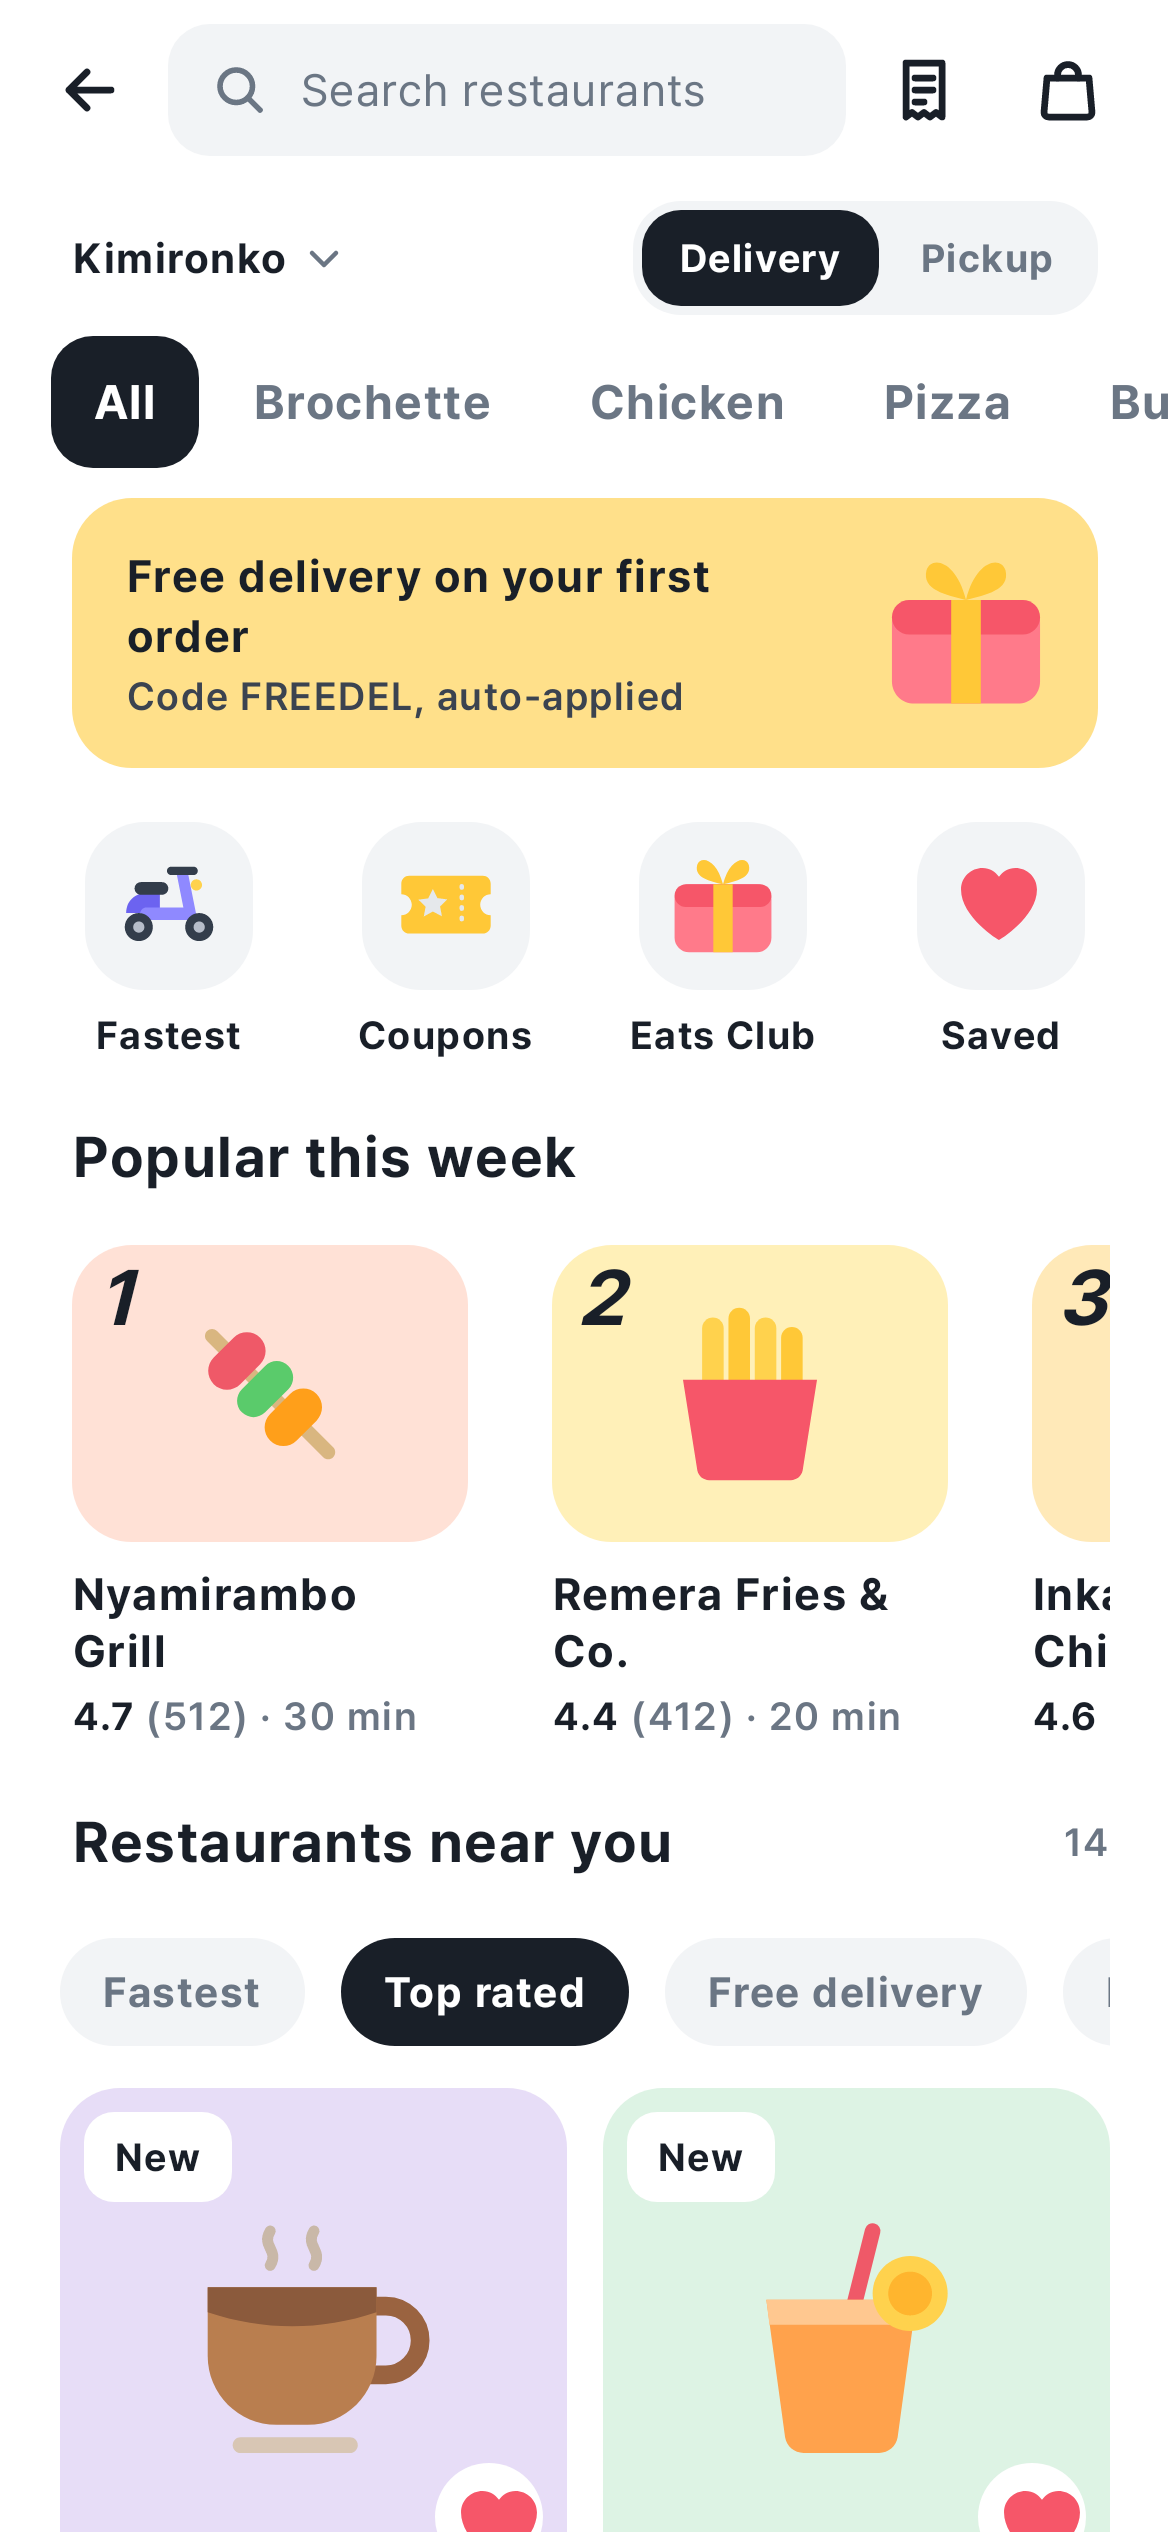 Search restaurants
Kimironko
Delivery
Pickup
All
Brochette
Chicken
Pizza
Bu
Free delivery on your first
order
Code FREEDEL, auto-applied
Fastest
Coupons
Eats Club
Saved
Popular this week
1
2
3
Nyamirambo
Grill
4.7 (512) · 30 min
Remera Fries &
Co.
4.4 (412) · 20 min
Inka
Chi
4.6
Restaurants near you
14
Fastest
Top rated
Free delivery
New
New